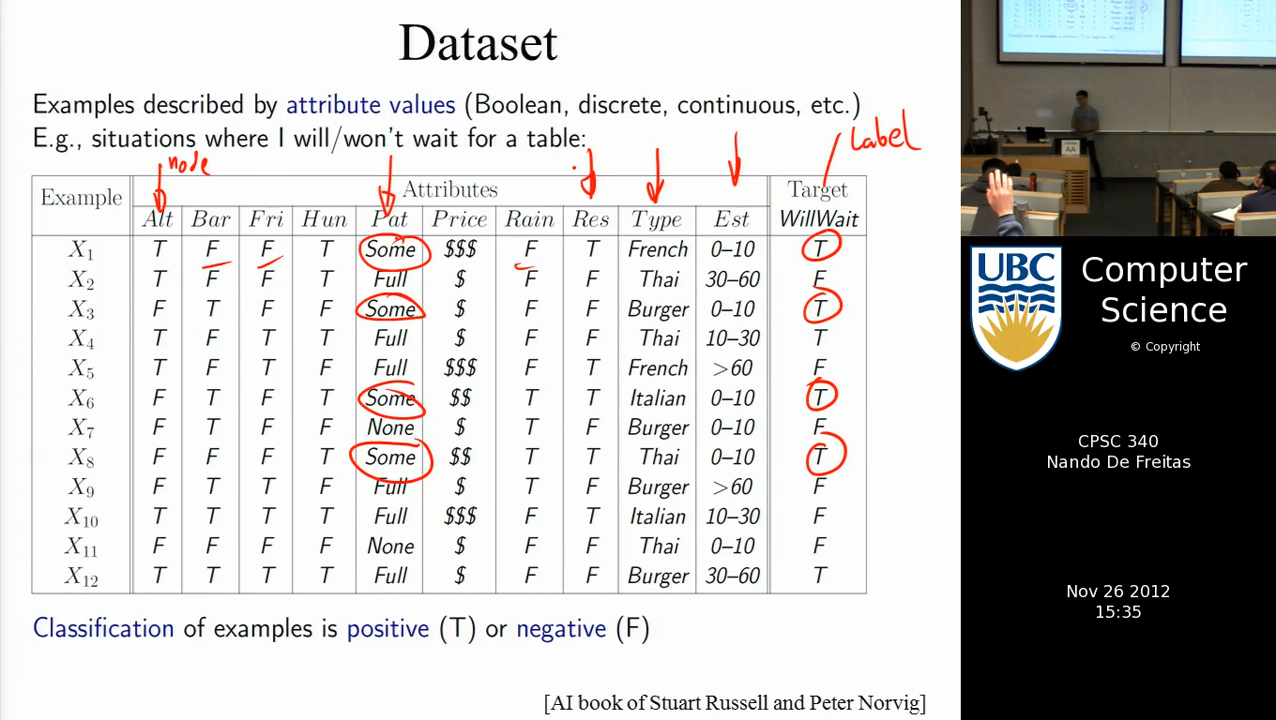 Dataset
Examples described by attribute values (Boolean, discrete, continuous, etc.)
E.g., situations where I will/won't wait for a table:
node
Label
Example Attributes Target
Alt Bar Fri Hun Pat Price Rain Res Type Est WillWait
X1 T F F T Some $$$ F T French 0–10 T
X2 T F F T Full $ F F Thai 30–60 F
X3 F T F F Some $ F F Burger 0–10 T
X4 T F T T Full $ F F Thai 10–30 T
X5 T F T F Full $$$ F T French >60 F
X6 F T F T Some $$ T T Italian 0–10 T
X7 F T F F None $ T F Burger 0–10 F
X8 F F F T Some $$ T T Thai 0–10 T
X9 F T T F Full $ T F Burger >60 F
X10 T T T T Full $$$ F T Italian 10–30 F
X11 F F F F None $ F F Thai 0–10 F
X12 T T T T Full $ F F Burger 30–60 T
Classification of examples is positive (T) or negative (F)
[AI book of Stuart Russell and Peter Norvig]
AA
UBC
Computer
Science
© Copyright
CPSC 340
Nando De Freitas
Nov 26 2012
15:35